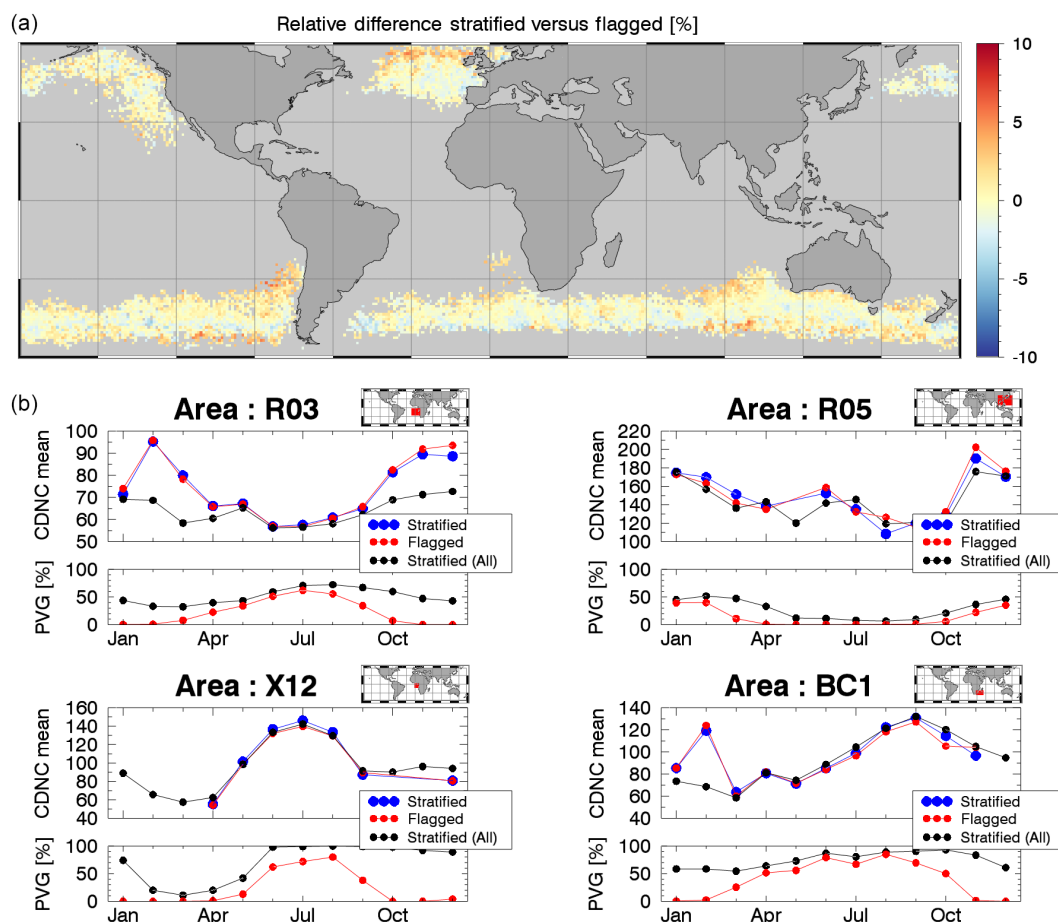 (a)
Relative difference stratified versus flagged [%]
10
5
0
-5
-10
(b)
Area : R03
CDNC mean
100
90
80
70
60
50
Stratified
Flagged
Stratified (All)
PVG [%]
100
50
0
Jan Apr Jul Oct
Area : R05
CDNC mean
220
200
180
160
140
120
100
Stratified
Flagged
Stratified (All)
PVG [%]
100
50
0
Jan Apr Jul Oct
Area : X12
CDNC mean
160
140
120
100
80
60
40
Stratified
Flagged
Stratified (All)
PVG [%]
100
50
0
Jan Apr Jul Oct
Area : BC1
CDNC mean
140
120
100
80
60
40
Stratified
Flagged
Stratified (All)
PVG [%]
100
50
0
Jan Apr Jul Oct